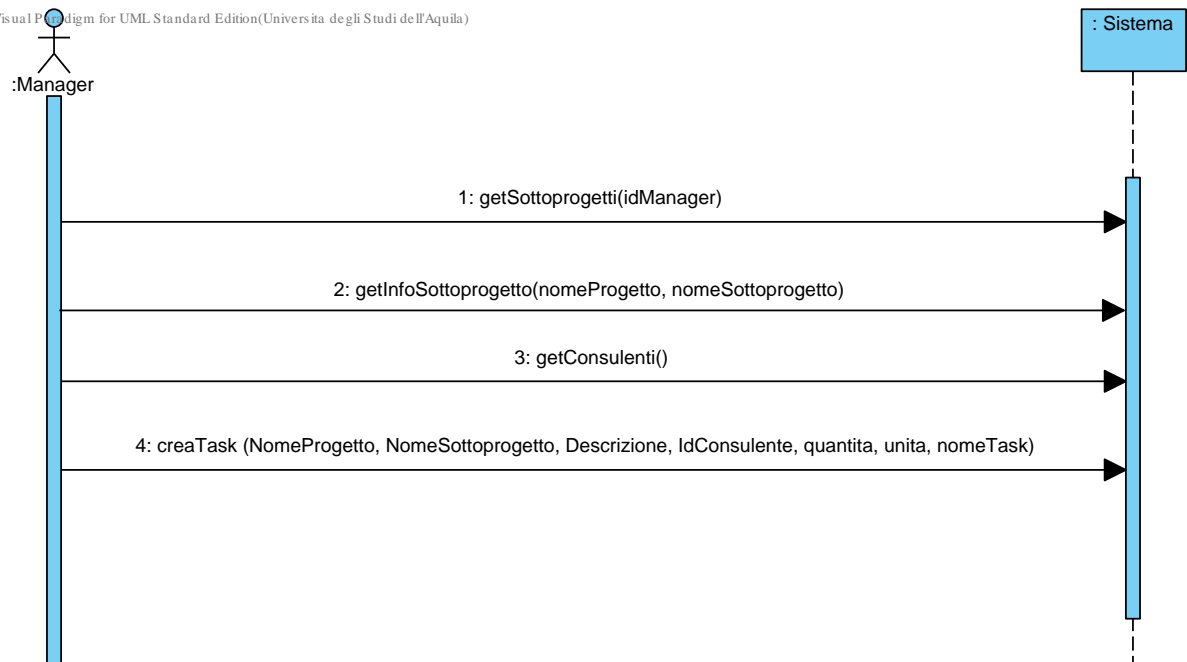 Visual Paradigm for UML Standard Edition(Universita degli Studi dell'Aquila)
: Sistema
:Manager
1: getSottoprogetti(idManager)
2: getInfoSottoprogetto(nomeProgetto, nomeSottoprogetto)
3: getConsulenti()
4: creaTask (NomeProgetto, NomeSottoprogetto, Descrizione, IdConsulente, quantita, unita, nomeTask)